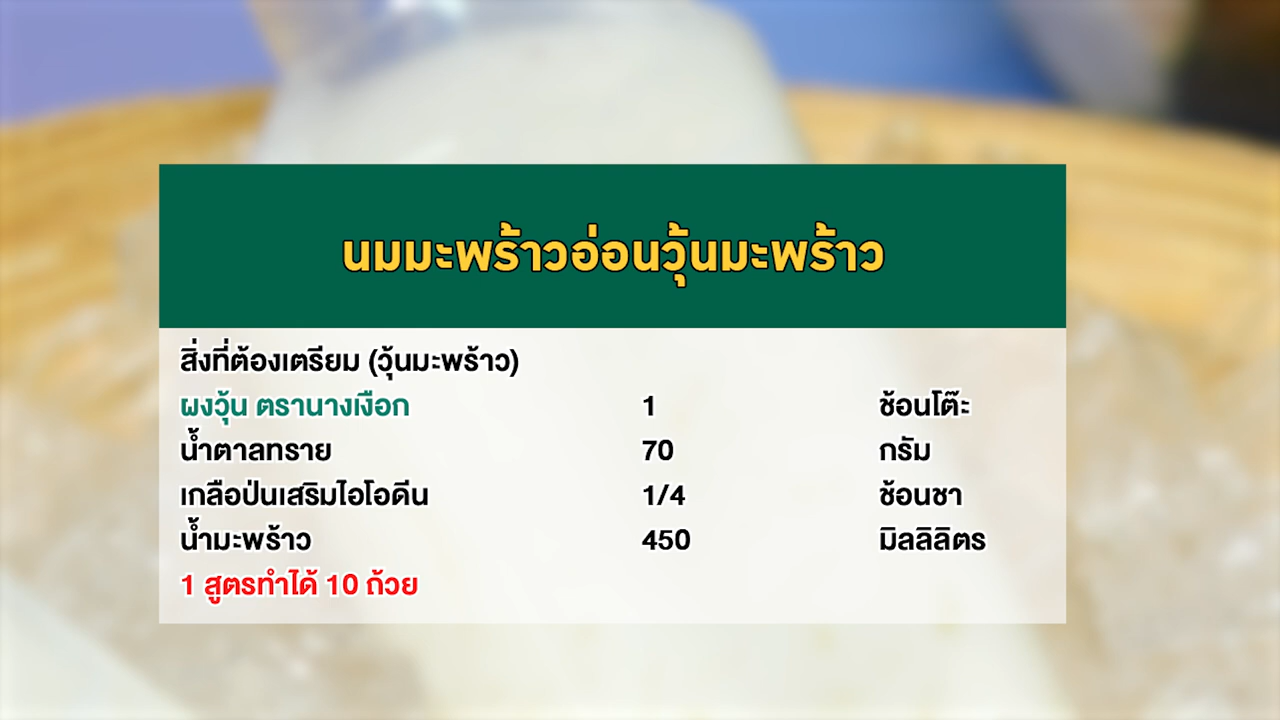 นมมะพร้าวอ่อนวุ้นมะพร้าว
สิ่งที่ต้องเตรียม (วุ้นมะพร้าว)
ผงวุ้น ตรานางเงือก 1 ช้อนโต๊ะ
น้ำตาลทราย 70 กรัม
เกลือป่นเสริมไอโอดีน 1/4 ช้อนชา
น้ำมะพร้าว 450 มิลลิลิตร
1 สูตรทำได้ 10 ถ้วย